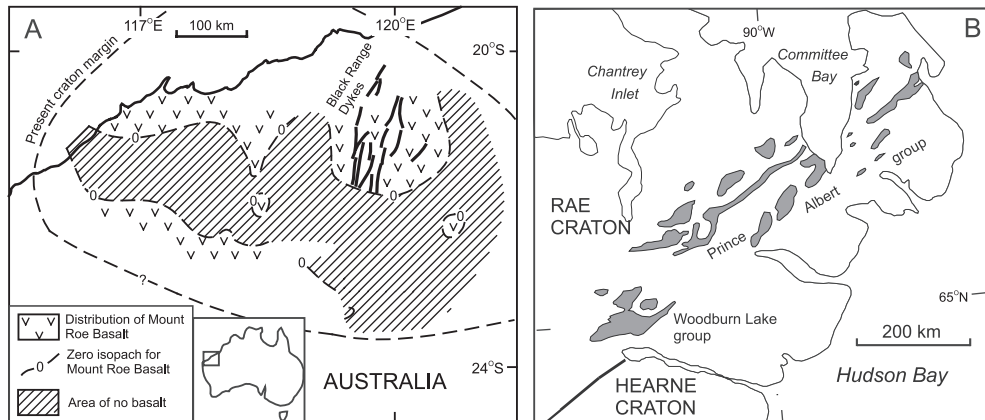 A
117°E
100 km
120°E
20°S
Present craton margin
Black Range
Dykes
0
0
0
0
0
0
0
?
?
Distribution of Mount
Roe Basalt
Zero isopach for
Mount Roe Basalt
0
Area of no basalt
AUSTRALIA
24°S
B
90°W
Chantrey
Inlet
Committee
Bay
RAE
CRATON
Prince
Albert
group
65°N
Woodburn Lake
group
200 km
HEARNE
CRATON
Hudson Bay